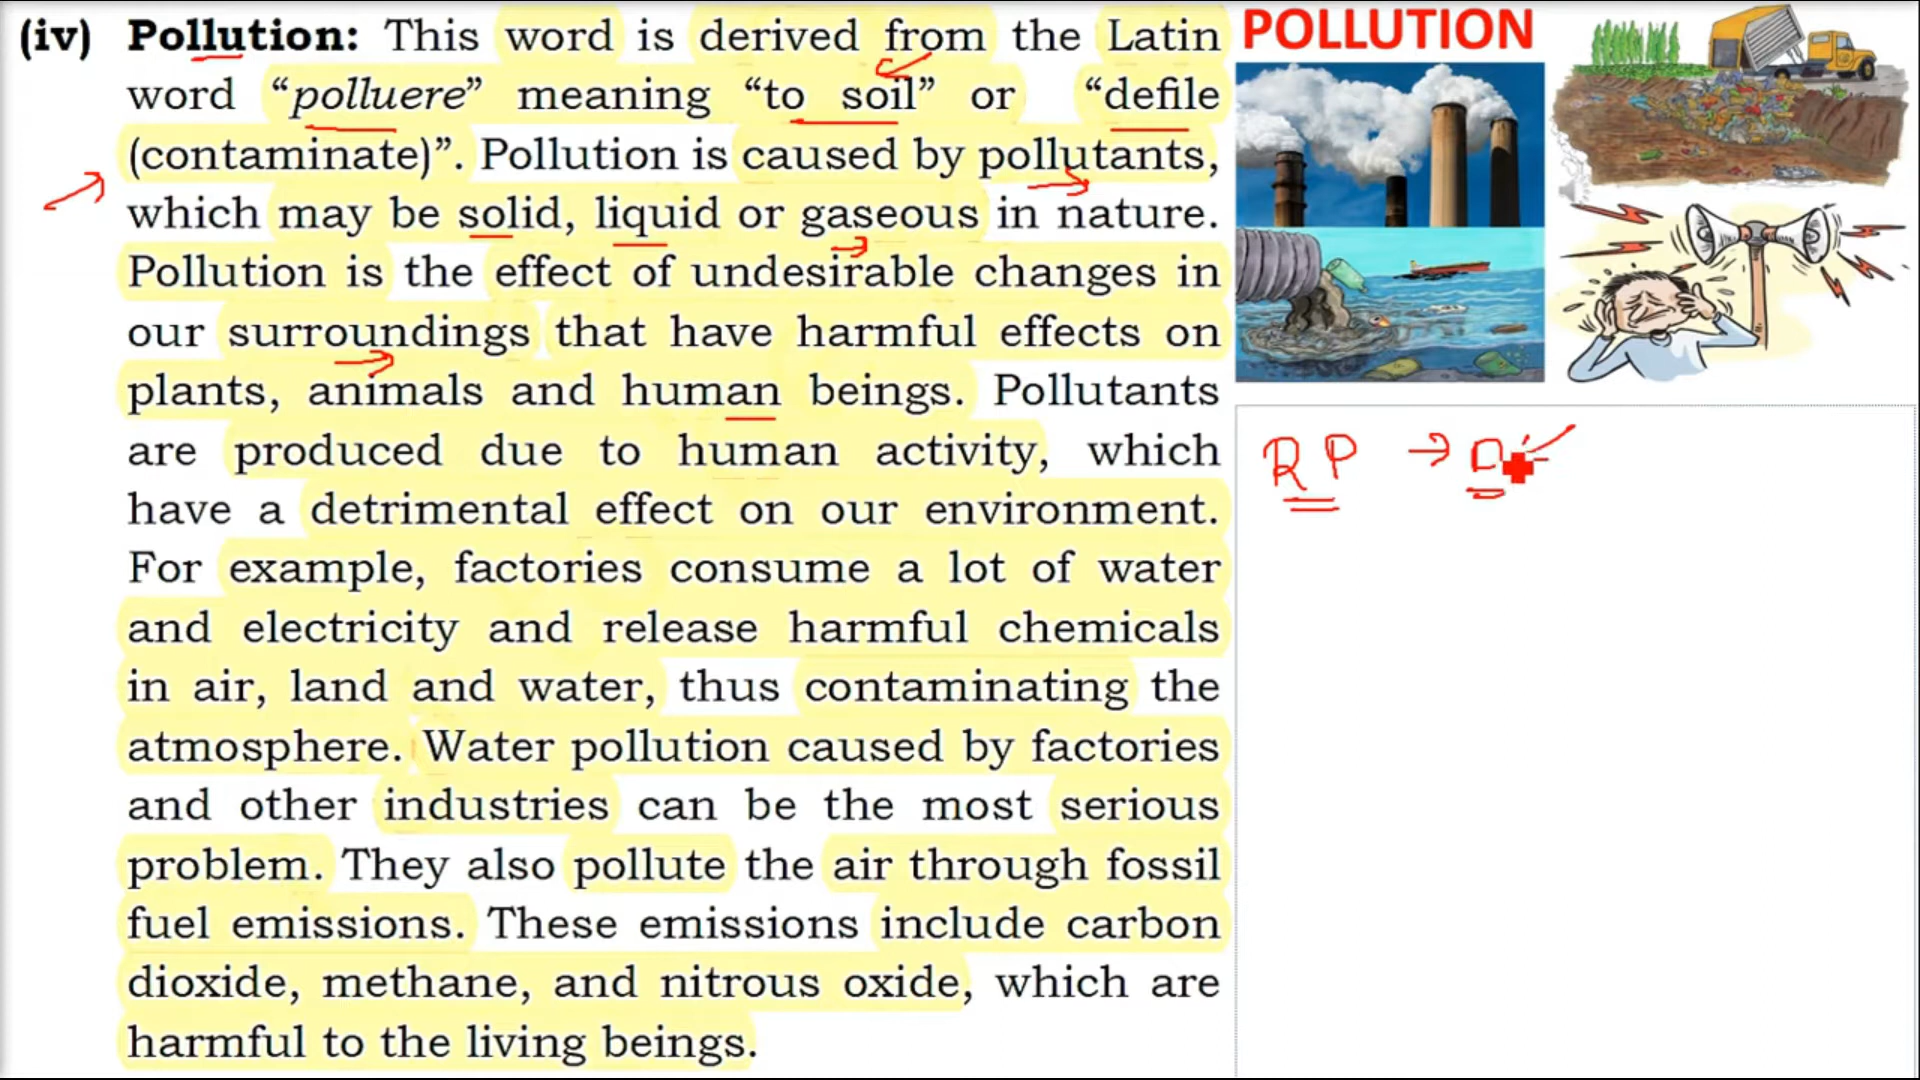 (iv) Pollution: This word is derived from the Latin
word “polluere” meaning “to soil” or “defile
(contaminate)”. Pollution is caused by pollutants,
which may be solid, liquid or gaseous in nature.
Pollution is the effect of undesirable changes in
our surroundings that have harmful effects on
plants, animals and human beings. Pollutants
are produced due to human activity, which
have a detrimental effect on our environment.
For example, factories consume a lot of water
and electricity and release harmful chemicals
in air, land and water, thus contaminating the
atmosphere. Water pollution caused by factories
and other industries can be the most serious
problem. They also pollute the air through fossil
fuel emissions. These emissions include carbon
dioxide, methane, and nitrous oxide, which are
harmful to the living beings.
POLLUTION
R P →